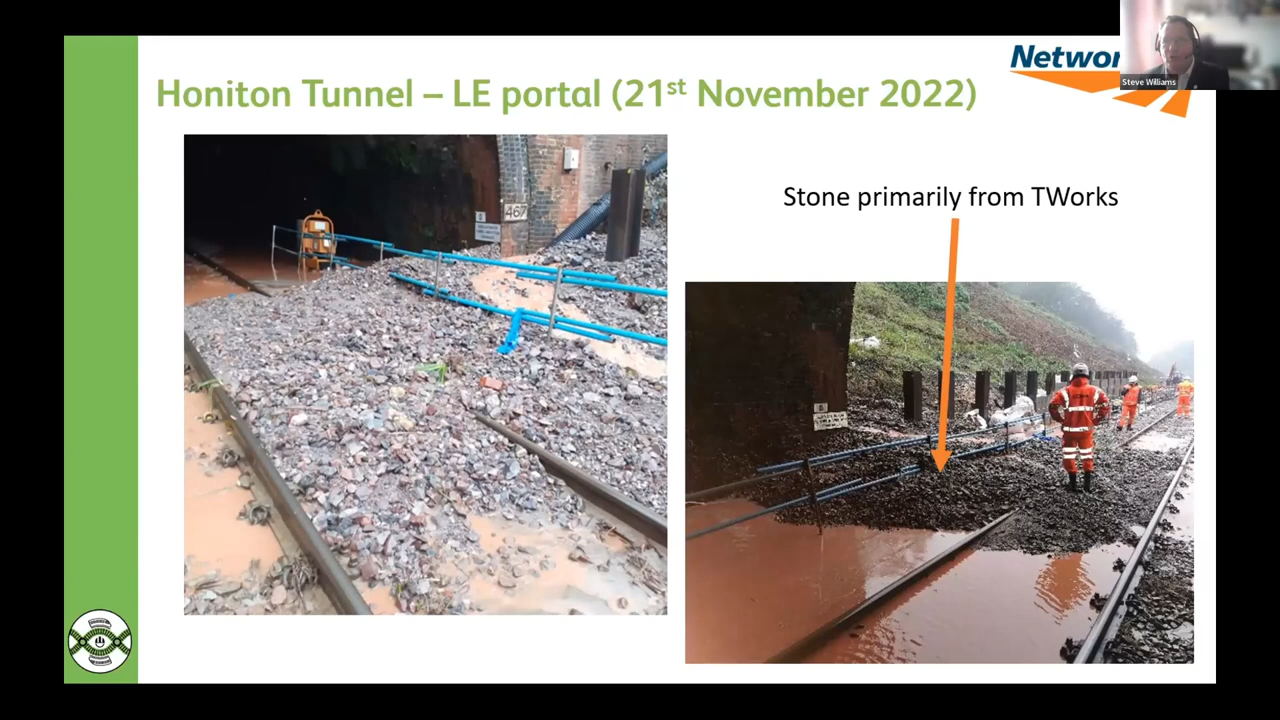 Honiton Tunnel – LE portal (21st November 2022)
Networ
Steve Williams
Stone primarily from TWorks
467